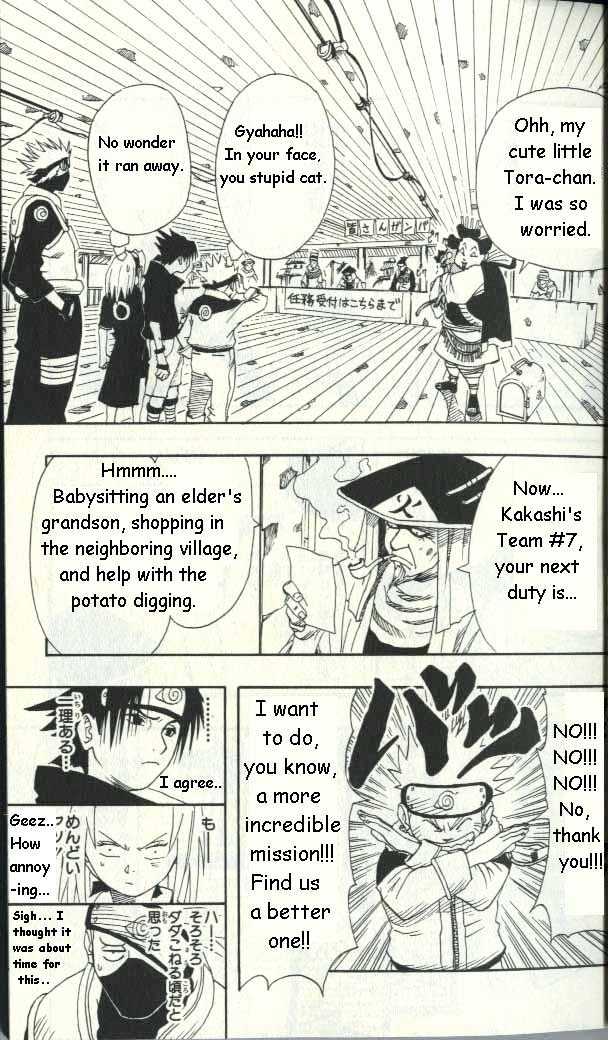 Ohh, my
cute little
Tora-chan.
I was so
worried.
Gyahaha!!
In your face,
you stupid cat.
No wonder
it ran away.
任務受付はこちらまで
Now...
Kakashi's
Team #7,
your next
duty is...
Hmmm....
Babysitting an elder's
grandson, shopping in
the neighboring village,
and help with the
potato digging.
NO!!!
NO!!!
NO!!!
No,
thank
you!!!
バッ
I want
to do,
you know,
a more
incredible
mission!!!
Find us
a better
one!!
……
一理ある…
いちり
I agree..
もー
めんどい
Geez..
How
annoy
-ing...
ハー…
そろそろ
ダダこねる頃だと
思った
Sigh... I
thought it
was about
time for
this..